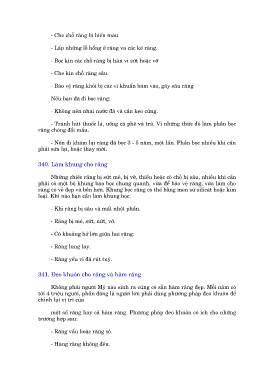 - Che chỗ răng bị biến màu
- Lấp những lỗ hổng ở răng và các kẽ răng.
- Bọc kín các chỗ răng bị hàn vì sứt hoặc vỡ
- Che kín chỗ răng sâu.
- Bảo vệ răng khỏi bị các vi khuẩn bám vào, gây sâu răng
Nếu bạn đã đi bọc răng:
- Không nên nhai nước đá và cắn kẹo cứng.
- Tránh hút thuốc lá, uống cà phê và trà. Vì những thức đó làm phần bọc
răng chóng đổi mầu.
- Nên đi khám lại răng đã bọc 3 - 5 năm, một lần. Phần bọc nhiều khi cần
phải sửa lại, hoặc thay mới.
340. Làm khung cho răng
Những chiếc răng bị sứt mẻ, bị vỡ, thiếu hoặc có chỗ bị sâu, nhiều khi cần
phải có một bộ khung bao bọc chung quanh, vừa để bảo vệ răng, vừa làm cho
răng có vẻ đẹp và bền hơn. Khung bọc răng có thể bằng men sứ silicát hoặc kim
loại. Khi nào bạn cần làm khung bọc:
- Khi răng bị sâu và mất nhột phần.
- Răng bị mẻ, sứt, nứt, vỡ.
- Có khoảng hở lớn giữa hai răng.
- Răng lung lay.
- Răng yếu vì đã rút tuỷ.
341. Đeo khuôn cho răng và hàm răng
Không phải người Mỹ nào sinh ra cũng có sẵn hàm răng đẹp. Mỗi năm có
tới 4 triệu người, phần đông là người lớn phải dùng phương pháp đeo khuôn để
chỉnh lại vị trí của
một số răng hay cả hàm răng. Phương pháp đeo khuôn có ích cho những
trường hợp sau:
- Răng vẩu hoặc răng sô.
- Hàng răng không đều.